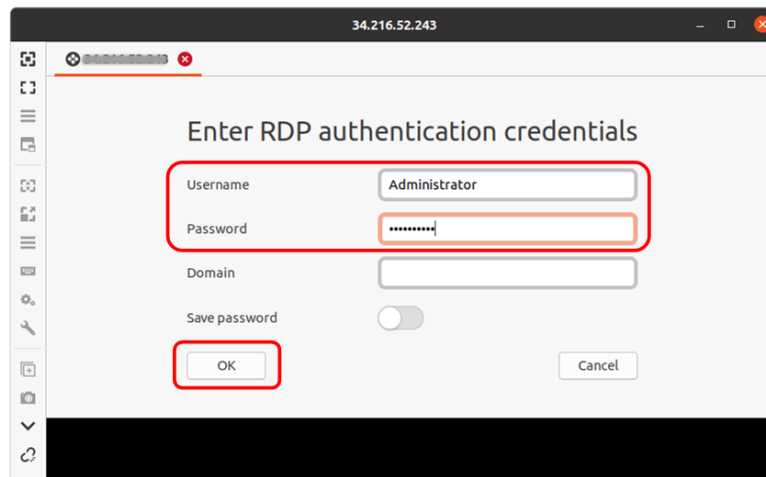 34.216.52.243
Enter RDP authentication credentials
Username
Administrator
Password
••••••••••
Domain
Save password
OK
Cancel